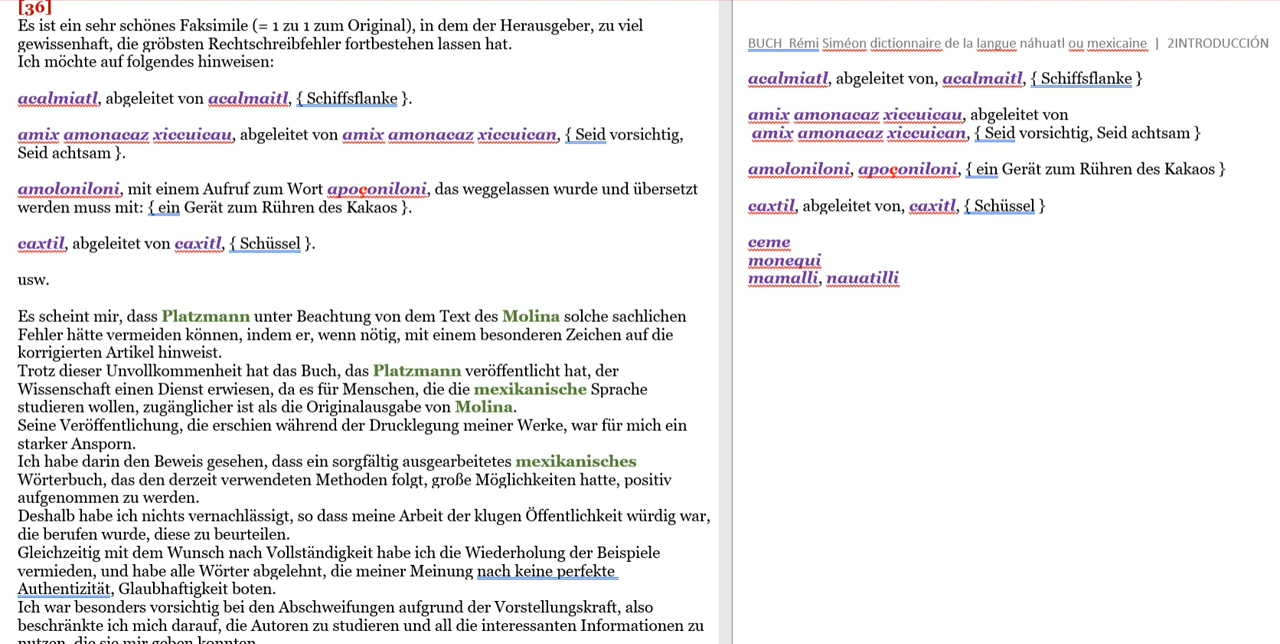 [36]
Es ist ein sehr schönes Faksimile (= 1 zu 1 zum Original), in dem der Herausgeber, zu viel
gewissenhaft, die gröbsten Rechtschreibfehler fortbestehen lassen hat.
Ich möchte auf folgendes hinweisen:
acalmiatl, abgeleitet von acalmaitl, { Schiffsflanke }.
amix amonacaz xiccuicau, abgeleitet von amix amonacaz xiccuican, { Seid vorsichtig,
Seid achtsam }.
amoloniloni, mit einem Aufruf zum Wort apoçoniloni, das weggelassen wurde und übersetzt
werden muss mit: { ein Gerät zum Rühren des Kakaos }.
caxtil, abgeleitet von caxitl, { Schüssel }.
usw.
Es scheint mir, dass Platzmann unter Beachtung von dem Text des Molina solche sachlichen
Fehler hätte vermeiden können, indem er, wenn nötig, mit einem besonderen Zeichen auf die
korrigierten Artikel hinweist.
Trotz dieser Unvollkommenheit hat das Buch, das Platzmann veröffentlicht hat, der
Wissenschaft einen Dienst erwiesen, da es für Menschen, die die mexikanische Sprache
studieren wollen, zugänglicher ist als die Originalausgabe von Molina.
Seine Veröffentlichung, die erschien während der Drucklegung meiner Werke, war für mich ein
starker Ansporn.
Ich habe darin den Beweis gesehen, dass ein sorgfältig ausgearbeitetes mexikanisches
Wörterbuch, das den derzeit verwendeten Methoden folgt, große Möglichkeiten hatte, positiv
aufgenommen zu werden.
Deshalb habe ich nichts vernachlässigt, so dass meine Arbeit der klugen Öffentlichkeit würdig war,
die berufen wurde, diese zu beurteilen.
Gleichzeitig mit dem Wunsch nach Vollständigkeit habe ich die Wiederholung der Beispiele
vermieden, und habe alle Wörter abgelehnt, die meiner Meinung nach keine perfekte
Authentizität, Glaubhaftigkeit boten.
Ich war besonders vorsichtig bei den Abschweifungen aufgrund der Vorstellungskraft, also
beschränkte ich mich darauf, die Autoren zu studieren und all die interessanten Informationen zu
nutzen, die sie mir geben konnten.
BUCH Rémi Siméon dictionnaire de la langue náhuatl ou mexicaine | 2INTRODUCCIÓN
acalmiatl, abgeleitet von, acalmaitl, { Schiffsflanke }
amix amonacaz xiccuicau, abgeleitet von
amix amonacaz xiccuican, { Seid vorsichtig, Seid achtsam }
amoloniloni, apoçoniloni, { ein Gerät zum Rühren des Kakaos }
caxtil, abgeleitet von, caxitl, { Schüssel }
ceme
monequi
mamalli, nauatilli